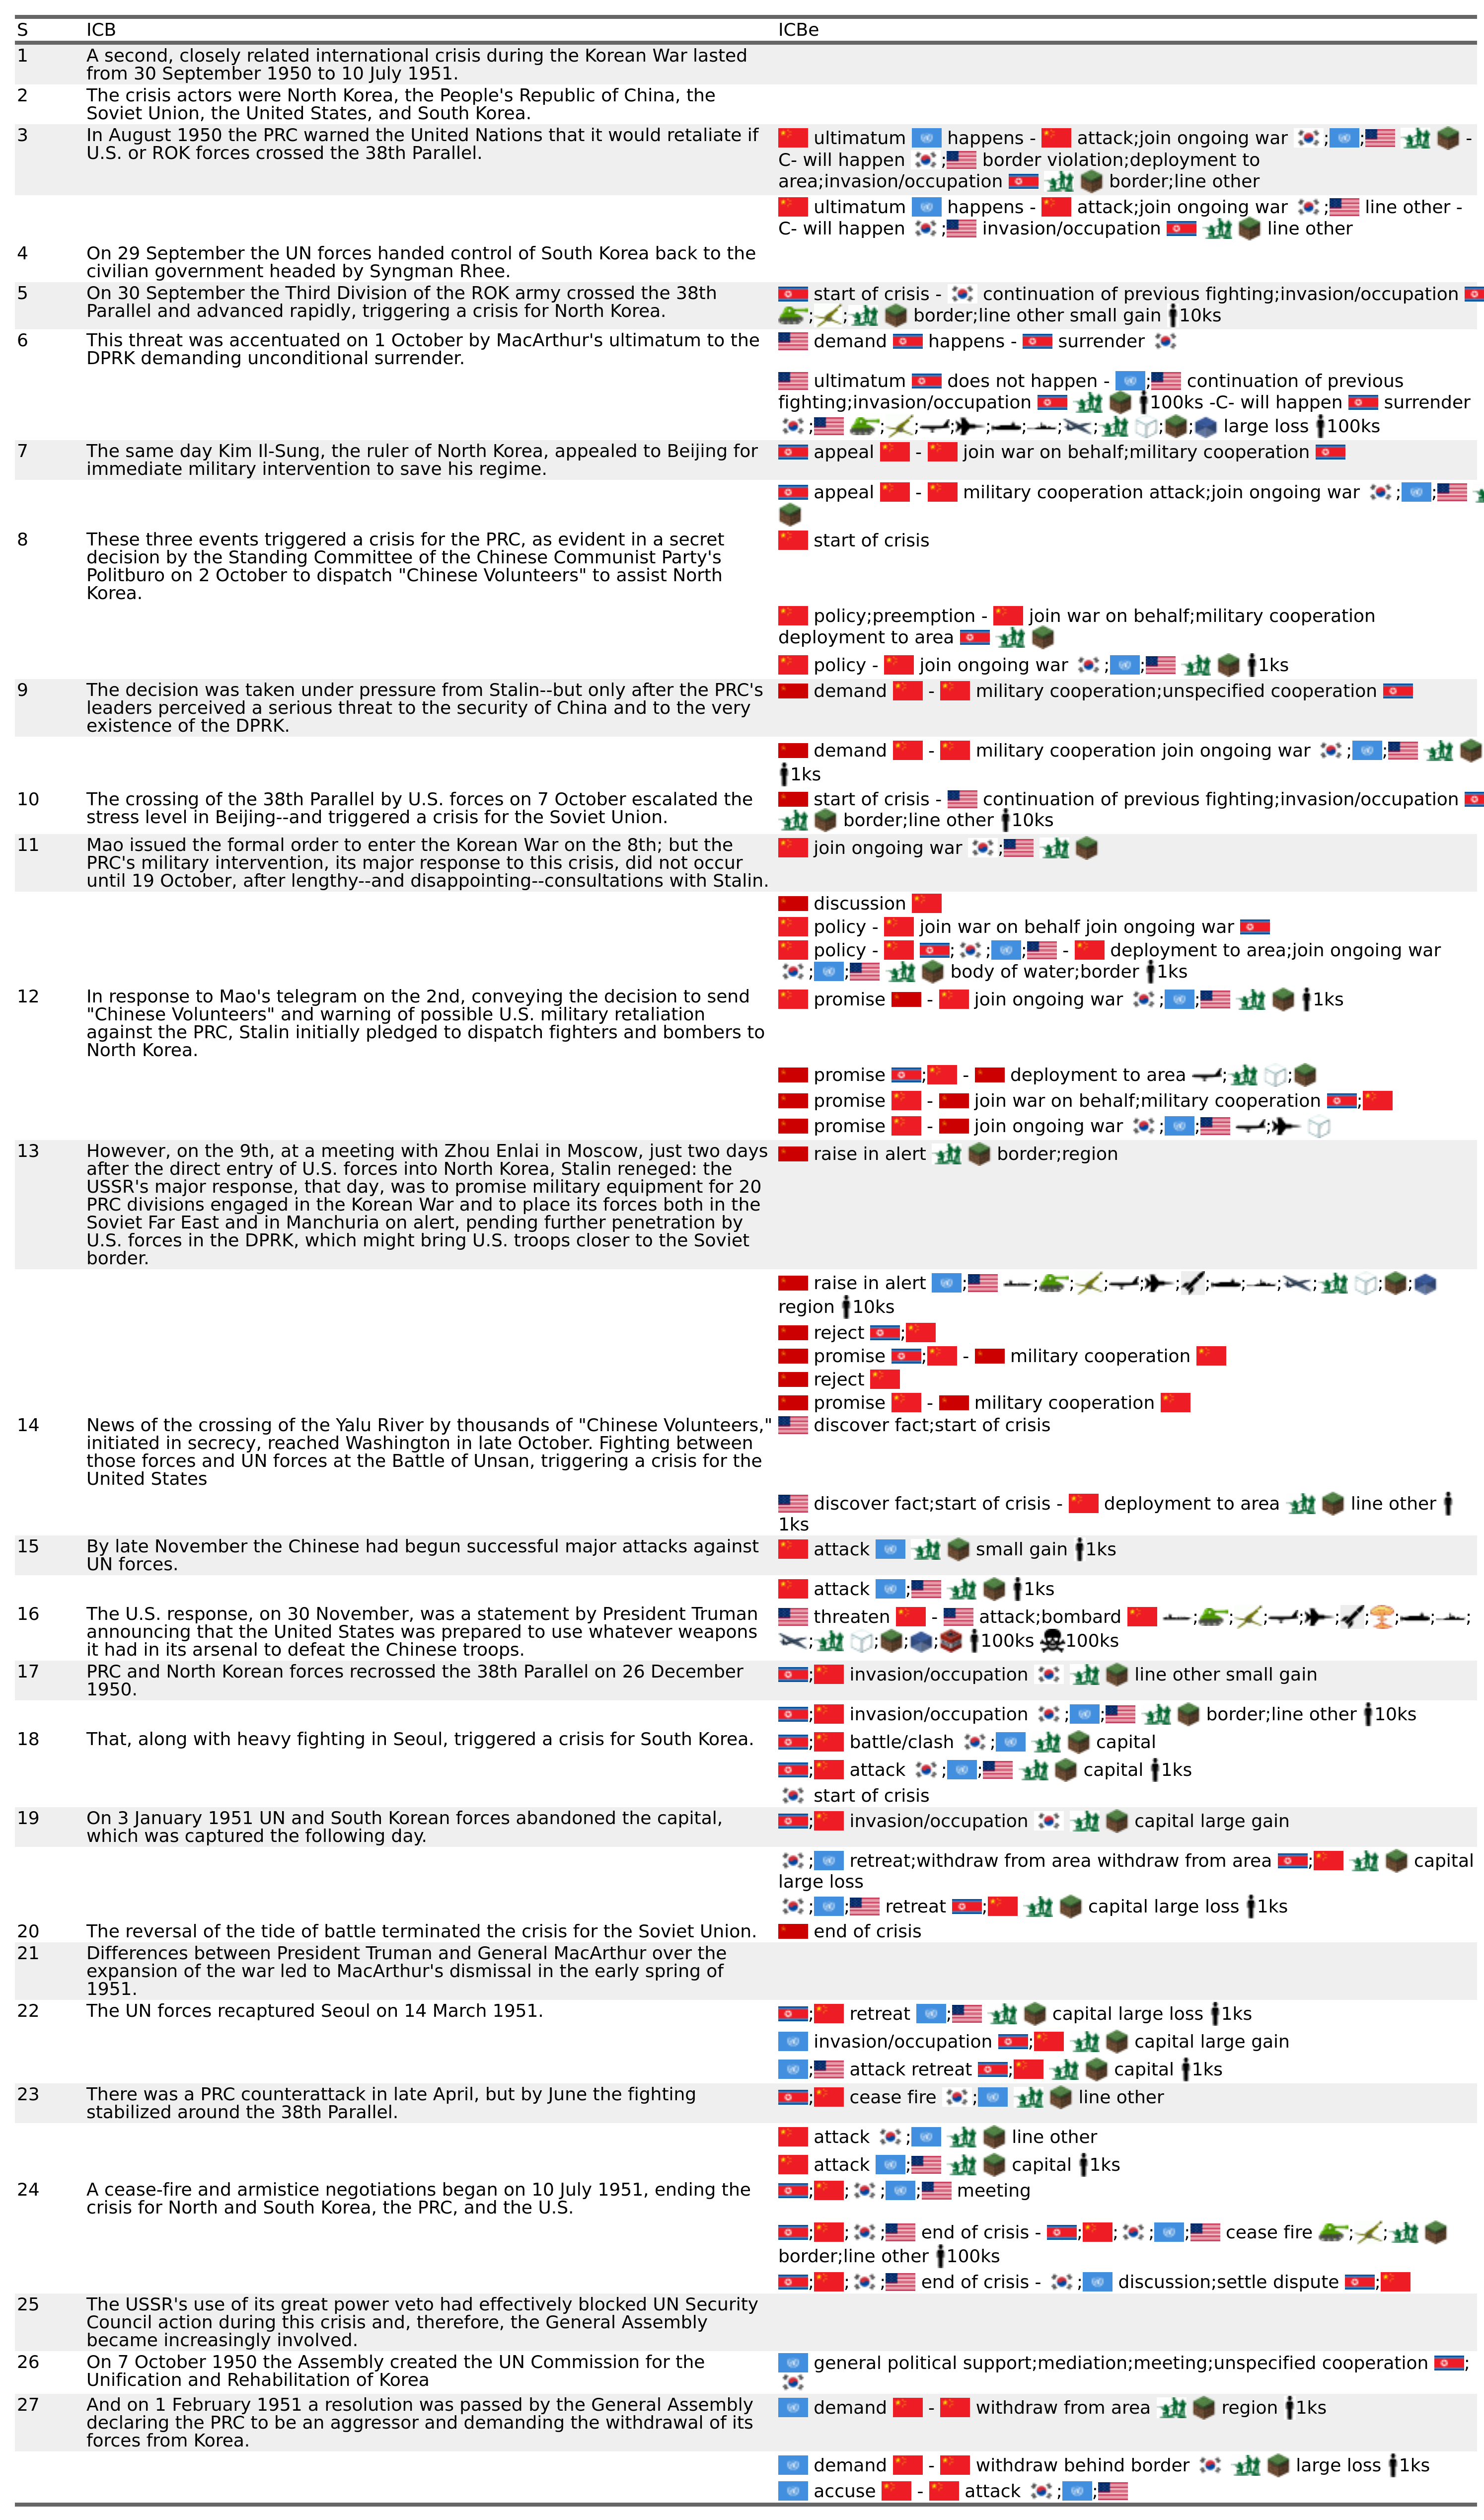 S ICB ICBe
1 A second, closely related international crisis during the Korean War lasted
from 30 September 1950 to 10 July 1951.
2 The crisis actors were North Korea, the People's Republic of China, the
Soviet Union, the United States, and South Korea.
3 In August 1950 the PRC warned the United Nations that it would retaliate if
U.S. or ROK forces crossed the 38th Parallel.
ultimatum happens - attack;join ongoing war ; ; -
C- will happen ; border violation;deployment to
area;invasion/occupation border;line other
ultimatum happens - attack;join ongoing war ; line other -
C- will happen ; invasion/occupation line other
4 On 29 September the UN forces handed control of South Korea back to the
civilian government headed by Syngman Rhee.
5 On 30 September the Third Division of the ROK army crossed the 38th
Parallel and advanced rapidly, triggering a crisis for North Korea.
start of crisis - continuation of previous fighting;invasion/occupation
; ; border;line other small gain 10ks
6 This threat was accentuated on 1 October by MacArthur's ultimatum to the
DPRK demanding unconditional surrender.
demand happens - surrender
ultimatum does not happen - ; continuation of previous
fighting;invasion/occupation 100ks -C- will happen surrender
; ; ; ; ; ; ; ; ; ; ; large loss 100ks
7 The same day Kim Il-Sung, the ruler of North Korea, appealed to Beijing for
immediate military intervention to save his regime.
appeal - join war on behalf;military cooperation
appeal - military cooperation attack;join ongoing war ; ;
8 These three events triggered a crisis for the PRC, as evident in a secret
decision by the Standing Committee of the Chinese Communist Party's
Politburo on 2 October to dispatch "Chinese Volunteers" to assist North
Korea.
start of crisis
policy;preemption - join war on behalf;military cooperation
deployment to area
policy - join ongoing war ; ; 1ks
9 The decision was taken under pressure from Stalin--but only after the PRC's
leaders perceived a serious threat to the security of China and to the very
existence of the DPRK.
demand - military cooperation;unspecified cooperation
demand - military cooperation join ongoing war ; ;
1ks
10 The crossing of the 38th Parallel by U.S. forces on 7 October escalated the
stress level in Beijing--and triggered a crisis for the Soviet Union.
start of crisis - continuation of previous fighting;invasion/occupation
border;line other 10ks
11 Mao issued the formal order to enter the Korean War on the 8th; but the
PRC's military intervention, its major response to this crisis, did not occur
until 19 October, after lengthy--and disappointing--consultations with Stalin.
join ongoing war ;
discussion
policy - join war on behalf join ongoing war
policy - ; ; ; - deployment to area;join ongoing war
; ; body of water;border 1ks
12 In response to Mao's telegram on the 2nd, conveying the decision to send
"Chinese Volunteers" and warning of possible U.S. military retaliation
against the PRC, Stalin initially pledged to dispatch fighters and bombers to
North Korea.
promise - join ongoing war ; ; 1ks
promise ; - deployment to area ; ;
promise - join war on behalf;military cooperation ;
promise - join ongoing war ; ; ;
13 However, on the 9th, at a meeting with Zhou Enlai in Moscow, just two days
after the direct entry of U.S. forces into North Korea, Stalin reneged: the
USSR's major response, that day, was to promise military equipment for 20
PRC divisions engaged in the Korean War and to place its forces both in the
Soviet Far East and in Manchuria on alert, pending further penetration by
U.S. forces in the DPRK, which might bring U.S. troops closer to the Soviet
border.
raise in alert border;region
raise in alert ; ; ; ; ; ; ; ; ; ; ; ;
region 10ks
reject ;
promise ; - military cooperation
reject
promise - military cooperation
14 News of the crossing of the Yalu River by thousands of "Chinese Volunteers,"
initiated in secrecy, reached Washington in late October. Fighting between
those forces and UN forces at the Battle of Unsan, triggering a crisis for the
United States
discover fact;start of crisis
discover fact;start of crisis - deployment to area line other
1ks
15 By late November the Chinese had begun successful major attacks against
UN forces.
attack small gain 1ks
attack ; 1ks
16 The U.S. response, on 30 November, was a statement by President Truman
announcing that the United States was prepared to use whatever weapons
it had in its arsenal to defeat the Chinese troops.
threaten - attack;bombard ; ; ; ; ; ; ; ; ;
; ; ; ; ; 100ks 100ks
17 PRC and North Korean forces recrossed the 38th Parallel on 26 December
1950.
; invasion/occupation line other small gain
; invasion/occupation ; ; border;line other 10ks
18 That, along with heavy fighting in Seoul, triggered a crisis for South Korea.
; battle/clash ; capital
; attack ; ; capital 1ks
start of crisis
19 On 3 January 1951 UN and South Korean forces abandoned the capital,
which was captured the following day.
; invasion/occupation capital large gain
; retreat;withdraw from area withdraw from area ; capital
large loss
; ; retreat ; capital large loss 1ks
20 The reversal of the tide of battle terminated the crisis for the Soviet Union.
end of crisis
21 Differences between President Truman and General MacArthur over the
expansion of the war led to MacArthur's dismissal in the early spring of
1951.
22 The UN forces recaptured Seoul on 14 March 1951.
; retreat ; capital large loss 1ks
invasion/occupation ; capital large gain
; attack retreat ; capital 1ks
23 There was a PRC counterattack in late April, but by June the fighting
stabilized around the 38th Parallel.
; cease fire ; line other
attack ; line other
attack ; capital 1ks
24 A cease-fire and armistice negotiations began on 10 July 1951, ending the
crisis for North and South Korea, the PRC, and the U.S.
; ; ; ; meeting
; ; ; end of crisis - ; ; ; ; cease fire ; ;
border;line other 100ks
; ; ; end of crisis - ; discussion;settle dispute ;
25 The USSR's use of its great power veto had effectively blocked UN Security
Council action during this crisis and, therefore, the General Assembly
became increasingly involved.
26 On 7 October 1950 the Assembly created the UN Commission for the
Unification and Rehabilitation of Korea
general political support;mediation;meeting;unspecified cooperation ;
27 And on 1 February 1951 a resolution was passed by the General Assembly
declaring the PRC to be an aggressor and demanding the withdrawal of its
forces from Korea.
demand - withdraw from area region 1ks
demand - withdraw behind border large loss 1ks
accuse - attack ; ;